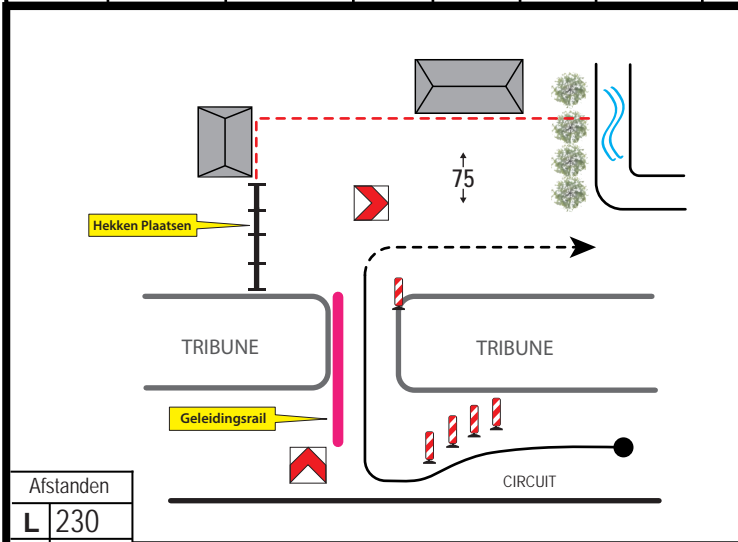 75
Hekken Plaatsen
TRIBUNE
TRIBUNE
Geleidingsrail
CIRCUIT
Afstanden
L 230